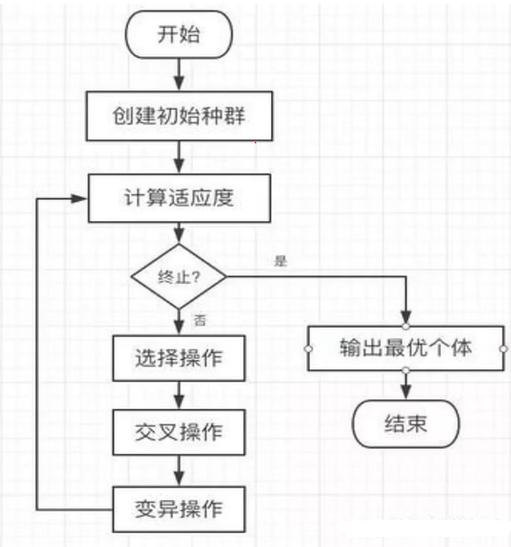 开始
创建初始种群
计算适应度
终止?
是
否
选择操作
输出最优个体
交叉操作
结束
变异操作